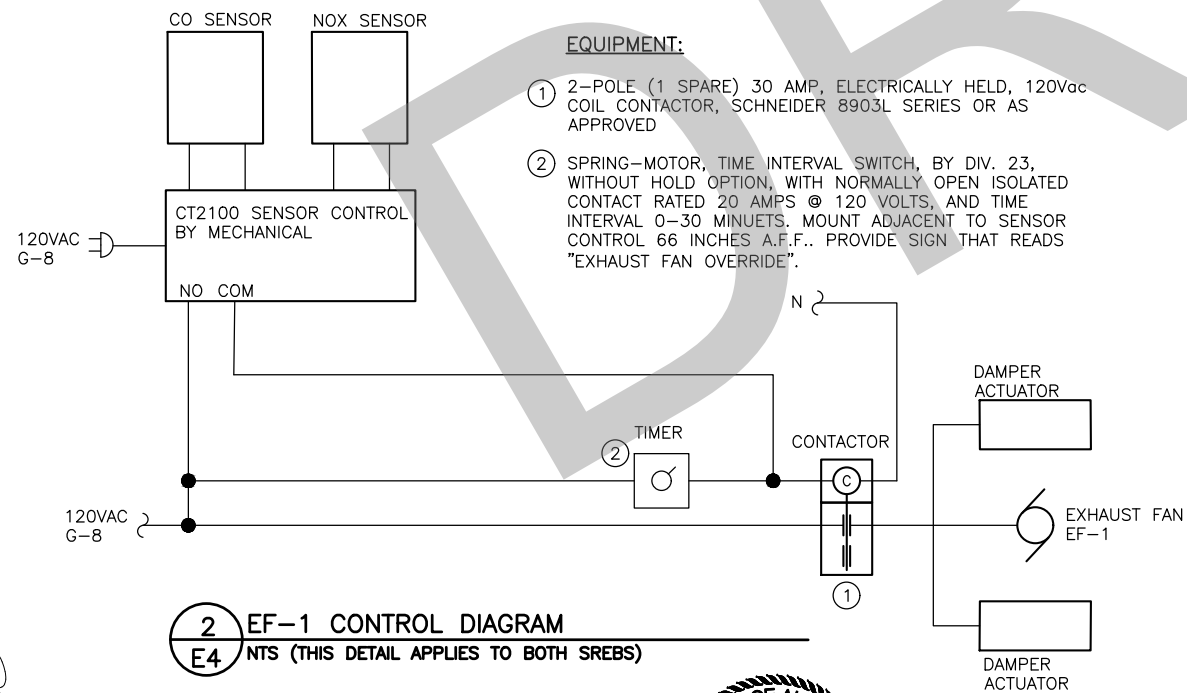 CO SENSOR
NOX SENSOR
EQUIPMENT:
1 2-POLE (1 SPARE) 30 AMP, ELECTRICALLY HELD, 120Vac
COIL CONTACTOR, SCHNEIDER 8903L SERIES OR AS
APPROVED
2 SPRING-MOTOR, TIME INTERVAL SWITCH, BY DIV. 23,
WITHOUT HOLD OPTION, WITH NORMALLY OPEN ISOLATED
CONTACT RATED 20 AMPS @ 120 VOLTS, AND TIME
INTERVAL 0-30 MINUETS. MOUNT ADJACENT TO SENSOR
CONTROL 66 INCHES A.F.F.. PROVIDE SIGN THAT READS
"EXHAUST FAN OVERRIDE".
CT2100 SENSOR CONTROL
BY MECHANICAL
120VAC
G-8
NO COM
N
DAMPER
ACTUATOR
TIMER
2
CONTACTOR
C
120VAC
G-8
EXHAUST FAN
EF-1
1
DAMPER
ACTUATOR
2
E4
EF-1 CONTROL DIAGRAM
NTS (THIS DETAIL APPLIES TO BOTH SREBS)